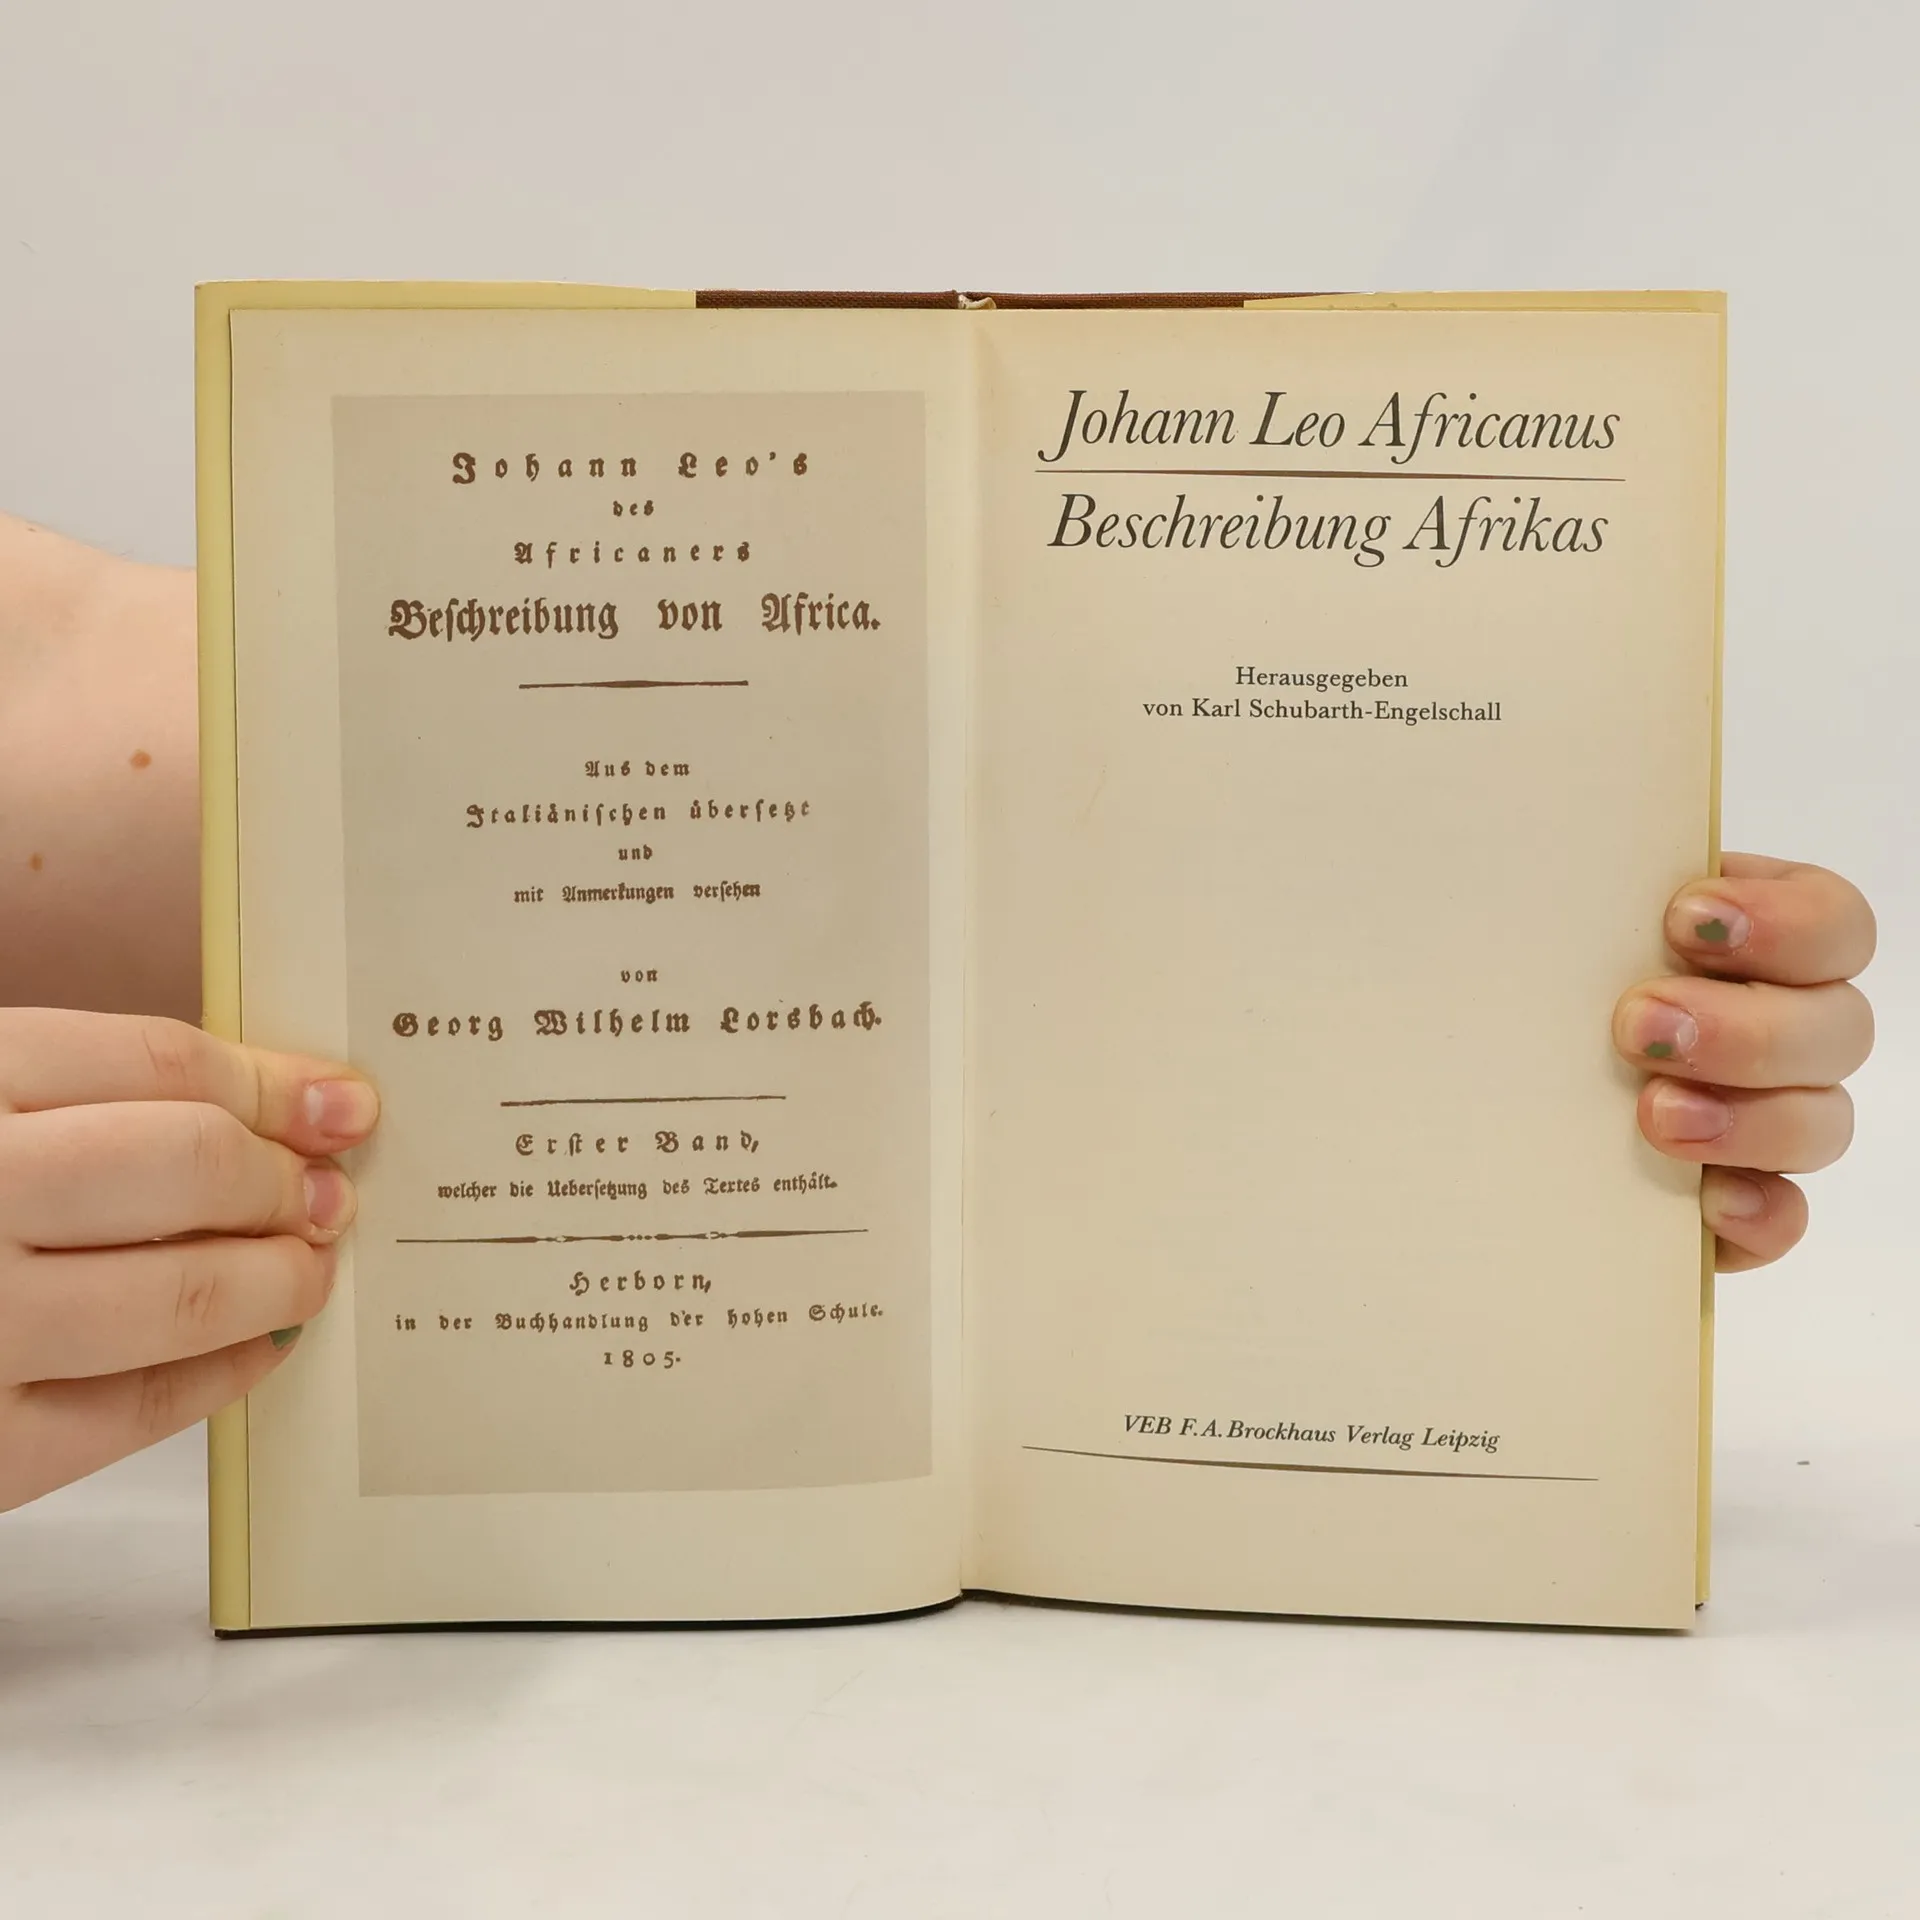 Johann Leo's
des
Africaners
Beſchreibung von Africa.
Aus dem
Italiäniſchen überſetzt
und
mit Anmerkungen verſehen
von
Georg Wilhelm Lorsbach.
Erſter Band,
welcher die Ueberſetzung des Textes enthält.
Herborn,
in der Buchhandlung der hohen Schule.
1805.
Johann Leo Africanus
Beschreibung Afrikas
Herausgegeben
von Karl Schubarth-Engelschall
VEB F. A. Brockhaus Verlag Leipzig